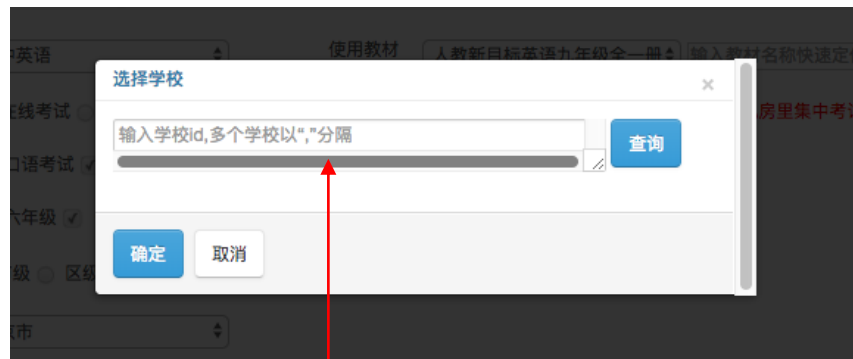 中英语
使用教材
人教新目标英语九年级全一册
输入教材名称快速定
选择学校
×
在线考试
房里集中考试
输入学校id,多个学校以“,”分隔
查询
口语考试
六年级
确定
取消
级
区级
市